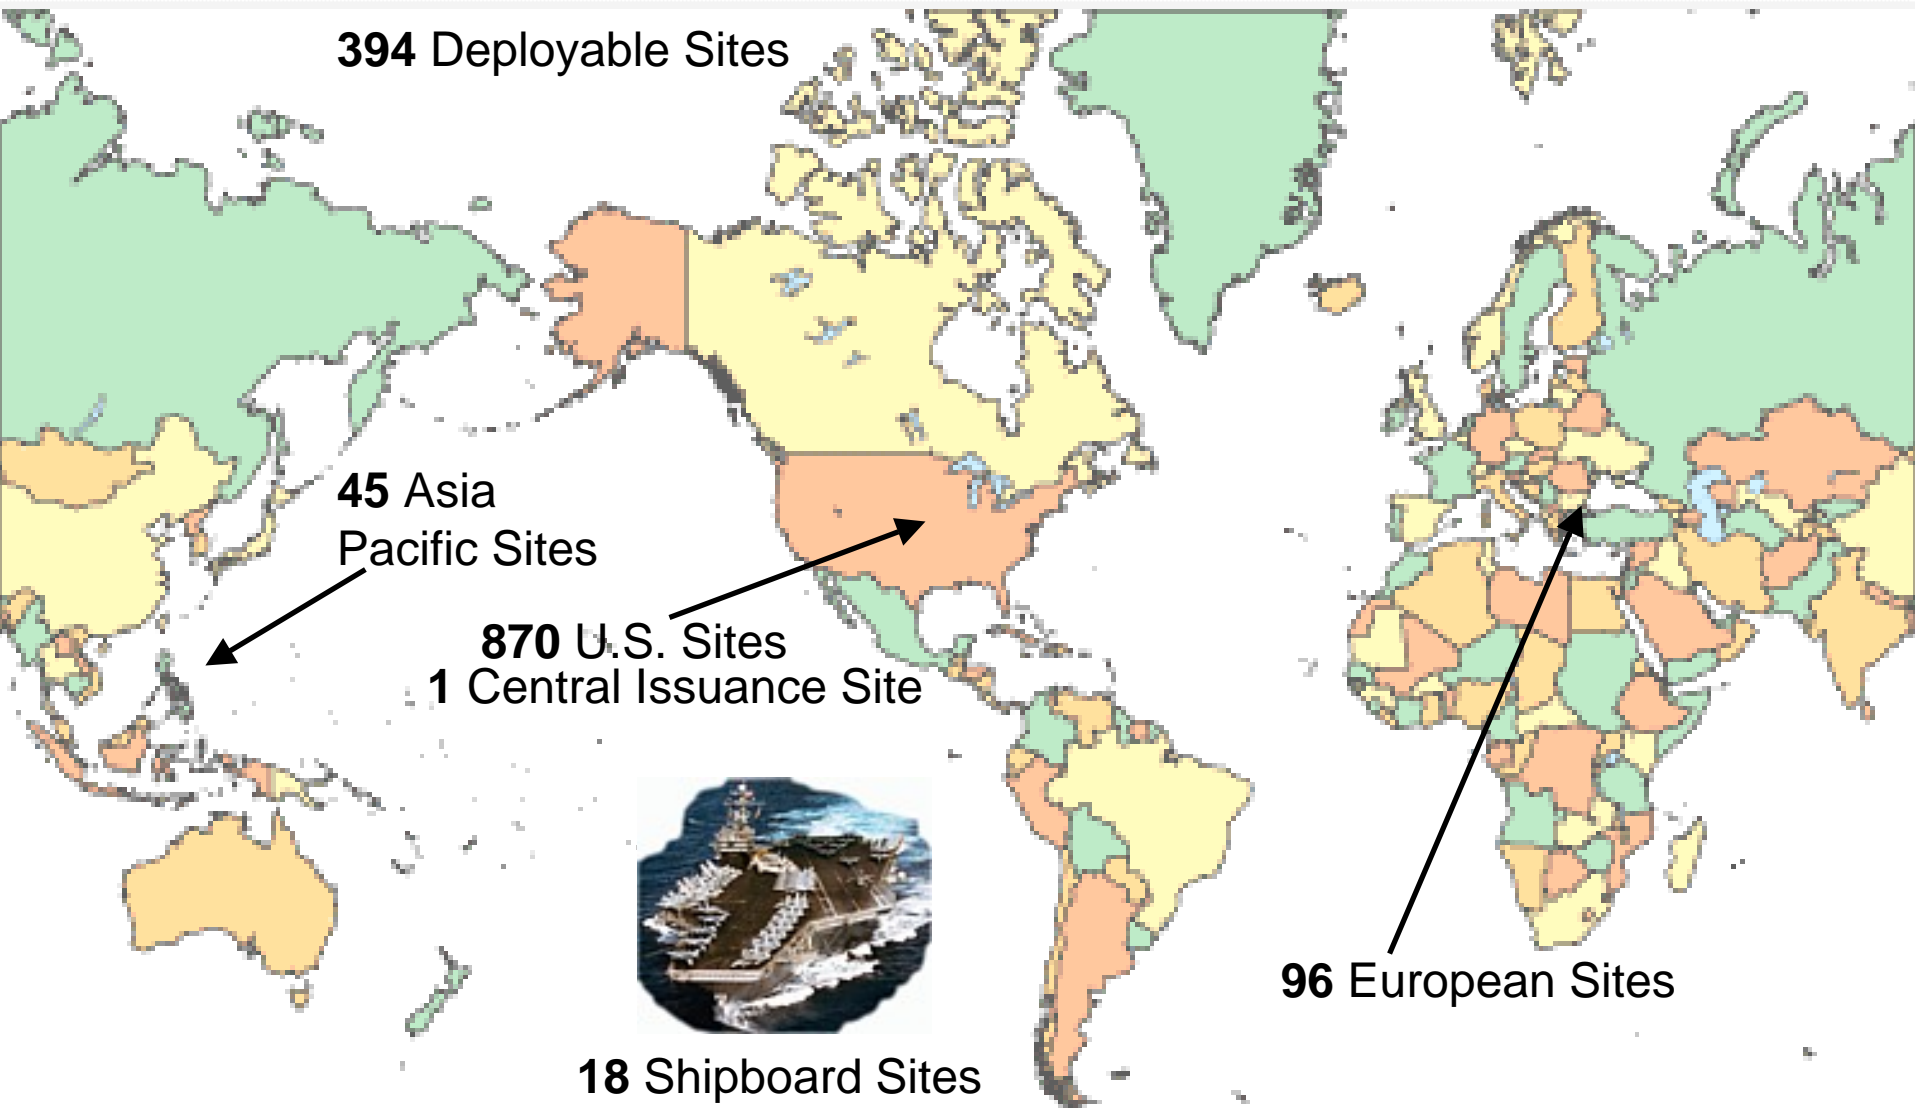 394 Deployable Sites
45 Asia
Pacific Sites
870 U.S. Sites
1 Central Issuance Site
96 European Sites
18 Shipboard Sites